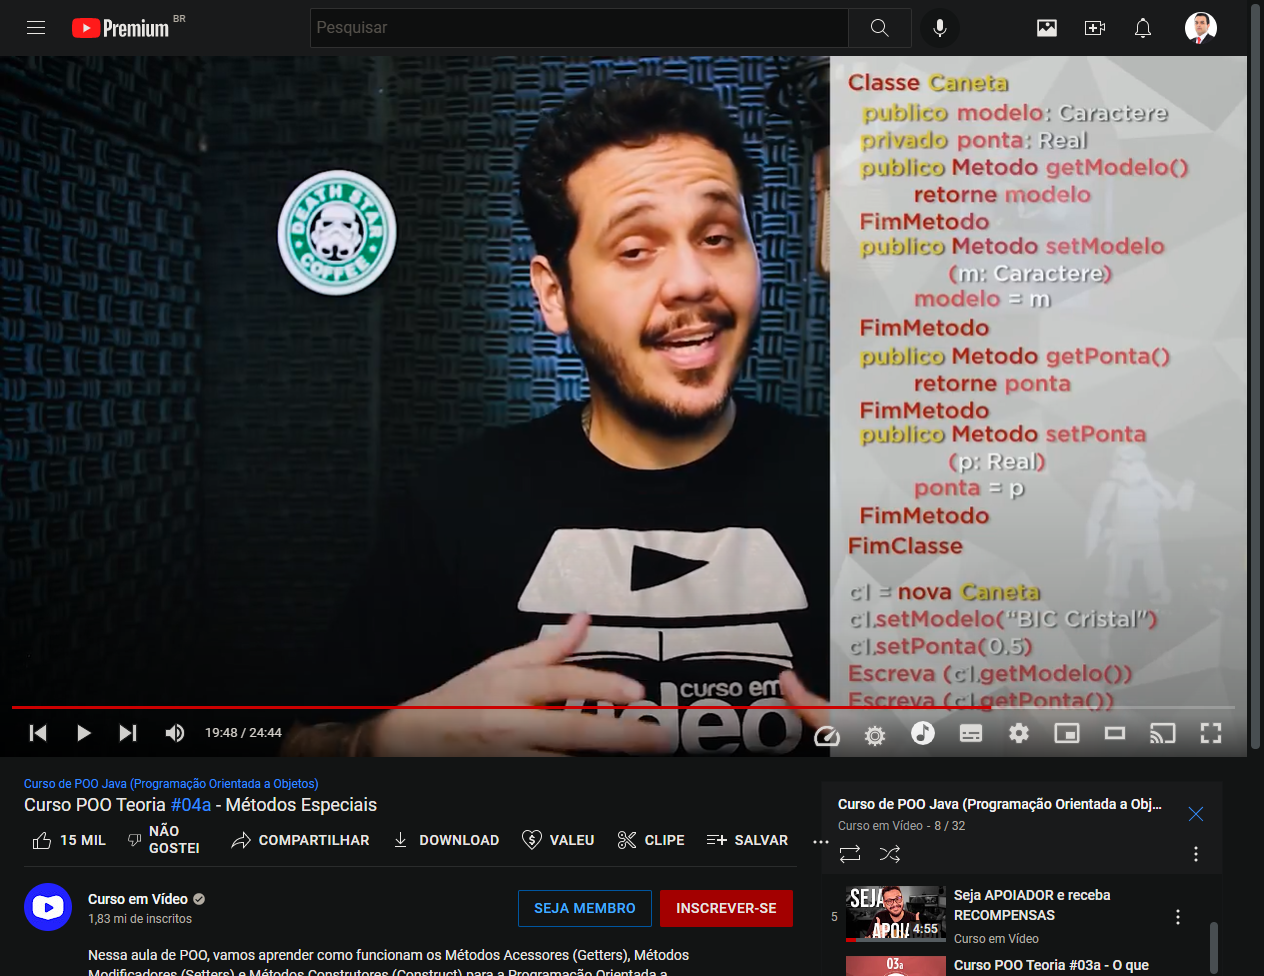 Premium BR
Pesquisar
DEATH STAR
COFFEE
Classe Caneta
publico modelo: Caractere
privado ponta: Real
publico Metodo getModelo()
retorne modelo
FimMetodo
publico Metodo setModelo
(m: Caractere)
modelo = m
FimMetodo
publico Metodo getPonta()
retorne ponta
FimMetodo
publico Metodo setPonta
(p: Real)
ponta = p
FimMetodo
FimClasse
c1 = nova Caneta
c1.setModelo("BIC Cristal")
c1.setPonta(0.5)
Escreva (c1.getModelo())
Escreva (c1.getPonta())
curso em
vídeo
19:48 / 24:44
Curso de POO Java (Programação Orientada a Objetos)
Curso POO Teoria #04a - Métodos Especiais
15 MIL
NÃO
GOSTEI
COMPARTILHAR
DOWNLOAD
VALEU
CLIPE
SALVAR
Curso em Vídeo
1,83 mi de inscritos
SEJA MEMBRO
INSCREVER-SE
Nessa aula de POO, vamos aprender como funcionam os Métodos Acessores (Getters), Métodos
Modificadores (Setters) e Métodos Construtores (Construct) para a Programação Orientada a
Curso de POO Java (Programação Orientada a Obj...
Curso em Vídeo - 8 / 32
5
SEJA
APOIA
4:55
Seja APOIADOR e receba
RECOMPENSAS
Curso em Vídeo
03a
Curso POO Teoria #03a - O que